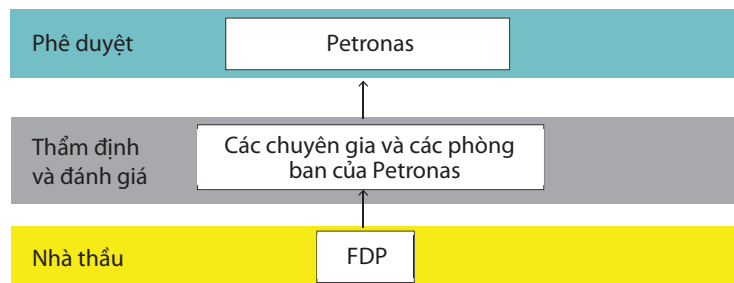 Phê duyệt
Petronas
Thẩm định
và đánh giá
Các chuyên gia và các phòng
ban của Petronas
Nhà thầu
FDP